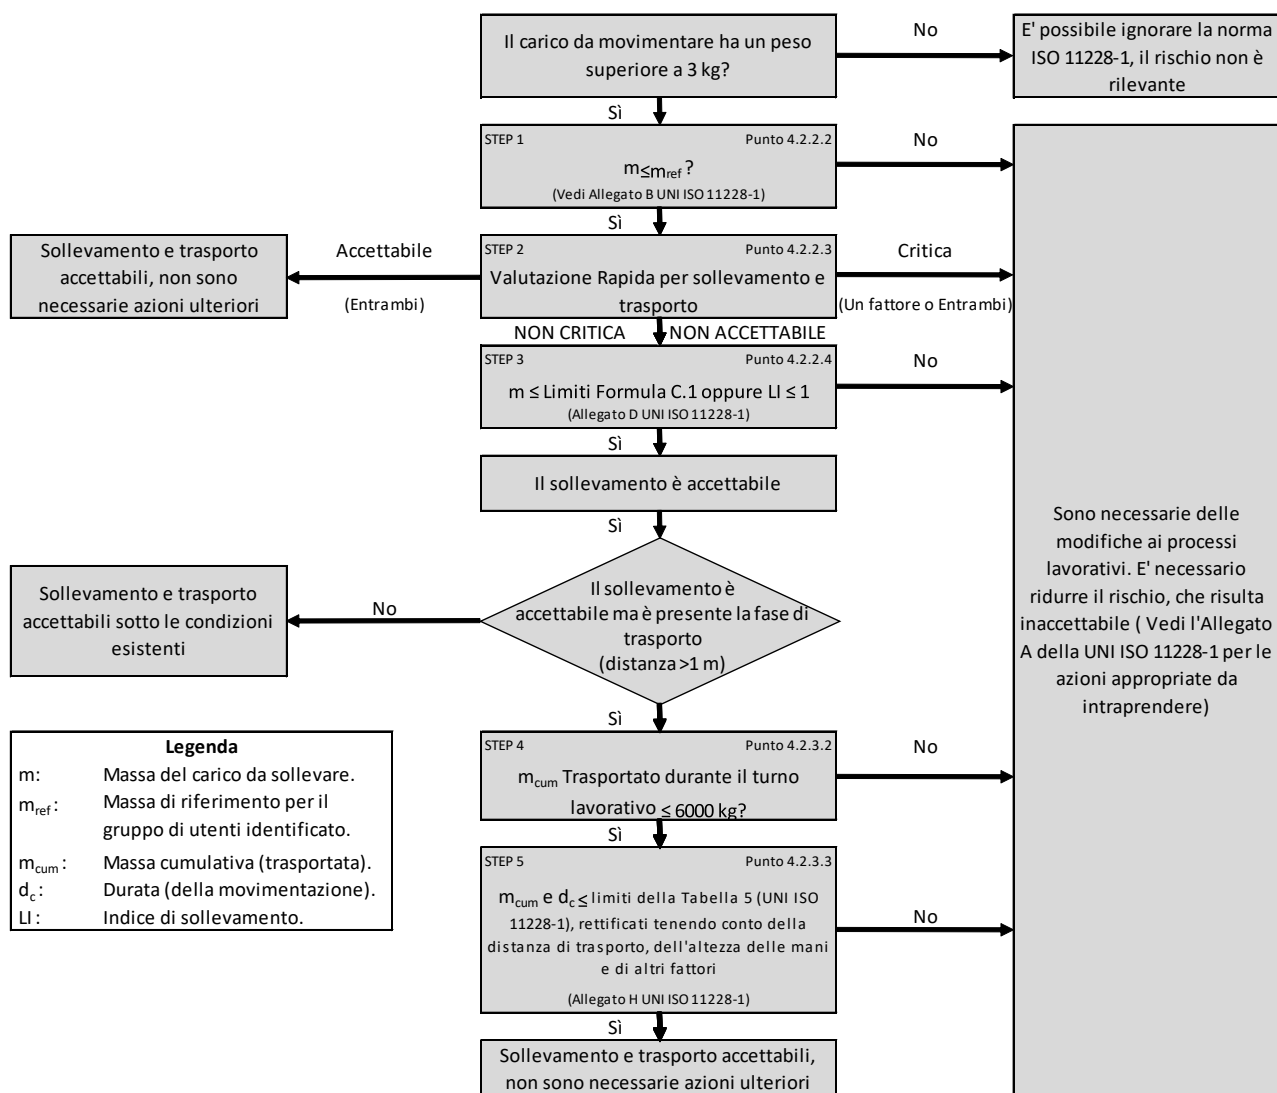 Il carico da movimentare ha un peso
superiore a 3 kg?
No
E' possibile ignorare la norma
ISO 11228-1, il rischio non è
rilevante
Sì
STEP 1
Punto 4.2.2.2
m≤mref ?
(Vedi Allegato B UNI ISO 11228-1)
No
Sì
Sollevamento e trasporto
accettabili, non sono
necessarie azioni ulteriori
Accettabile
(Entrambi)
STEP 2
Punto 4.2.2.3
Valutazione Rapida per sollevamento e
trasporto
Critica
(Un fattore o Entrambi)
NON CRITICA
NON ACCETTABILE
STEP 3
Punto 4.2.2.4
m ≤ Limiti Formula C.1 oppure LI ≤ 1
(Allegato D UNI ISO 11228-1)
No
Sì
Il sollevamento è accettabile
Sì
Sollevamento e trasporto
accettabili sotto le condizioni
esistenti
No
Il sollevamento è
accettabile ma è presente la fase di
trasporto
(distanza >1 m)
Sono necessarie delle
modifiche ai processi
lavorativi. E' necessario
ridurre il rischio, che risulta
inaccettabile ( Vedi l'Allegato
A della UNI ISO 11228-1 per le
azioni appropriate da
intraprendere)
Sì
STEP 4
Punto 4.2.3.2
mcum Trasportato durante il turno
lavorativo ≤ 6000 kg?
No
Sì
STEP 5
Punto 4.2.3.3
mcum e dc ≤ limiti della Tabella 5 (UNI ISO
11228-1), rettificati tenendo conto della
distanza di trasporto, dell'altezza delle mani
e di altri fattori
(Allegato H UNI ISO 11228-1)
No
Sì
Sollevamento e trasporto accettabili,
non sono necessarie azioni ulteriori
Legenda
m: Massa del carico da sollevare.
mref : Massa di riferimento per il
gruppo di utenti identificato.
mcum : Massa cumulativa (trasportata).
dc : Durata (della movimentazione).
LI : Indice di sollevamento.